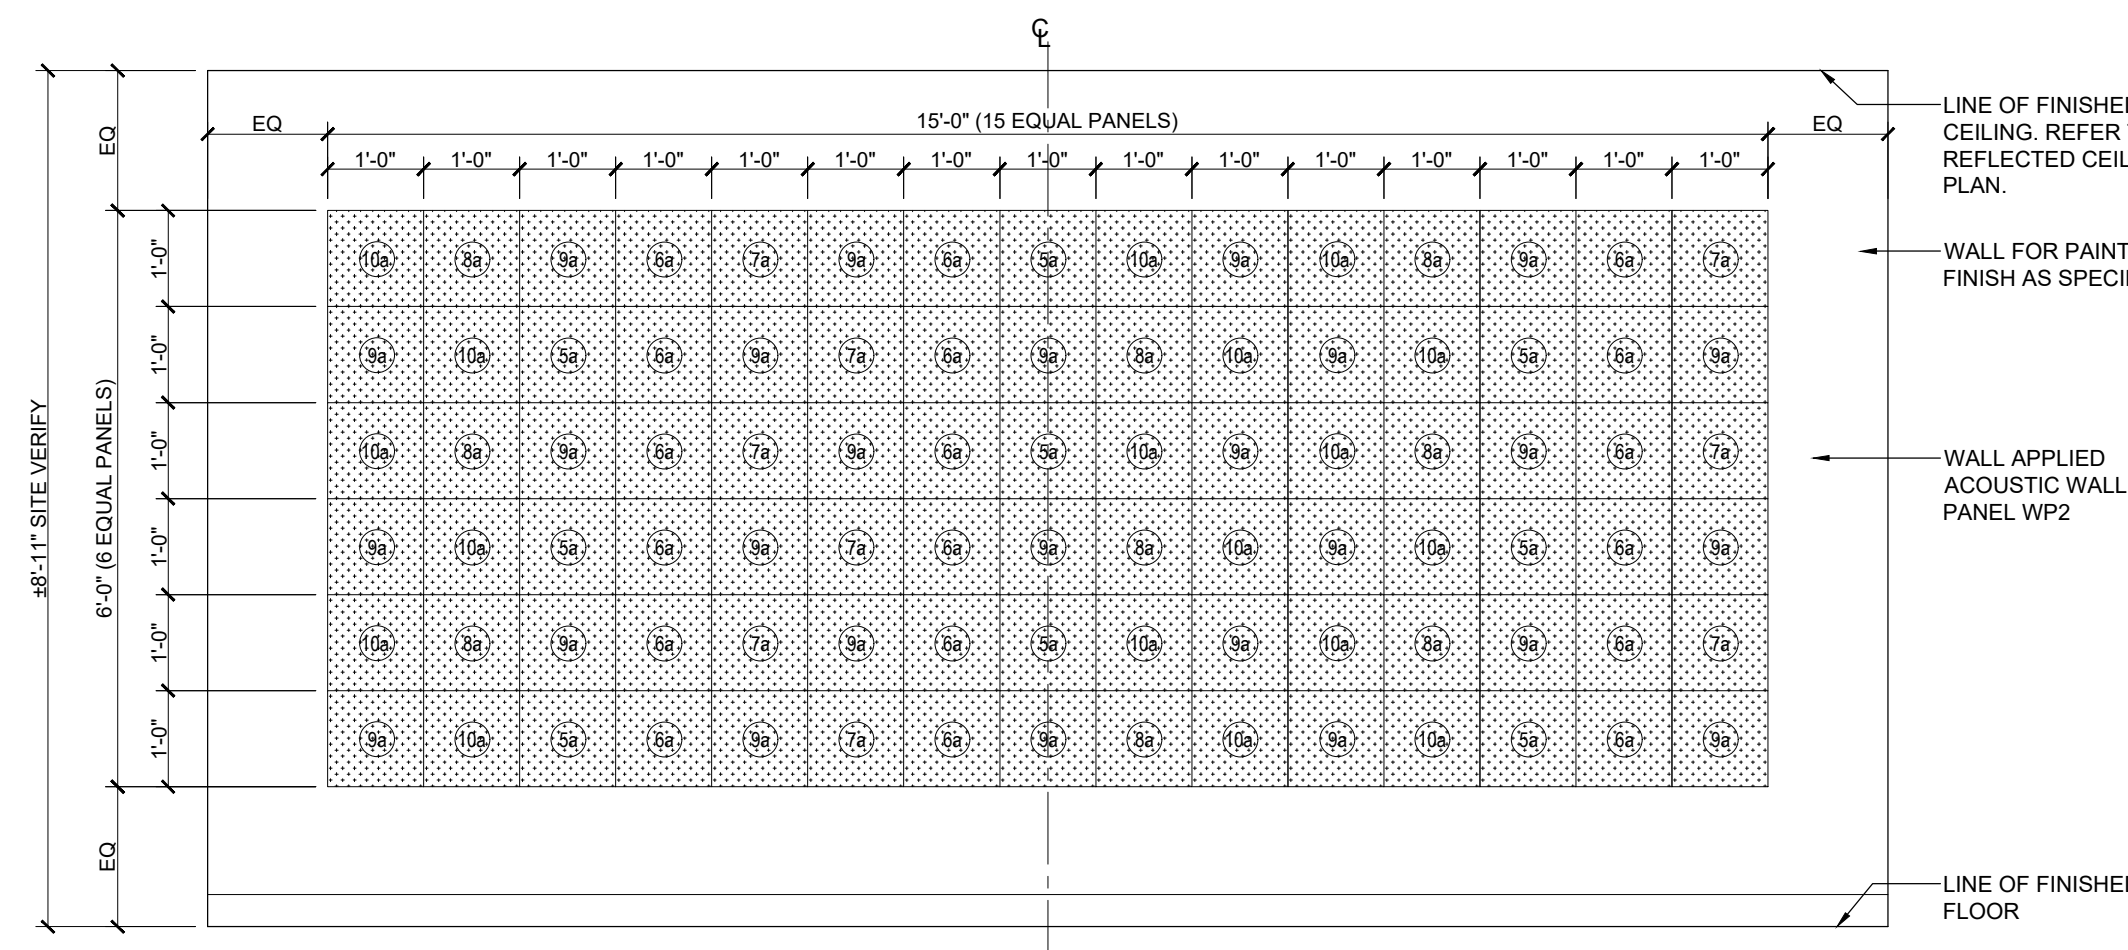 ℄
EQ
15'-0" (15 EQUAL PANELS)
EQ
1'-0" 1'-0" 1'-0" 1'-0" 1'-0" 1'-0" 1'-0" 1'-0" 1'-0" 1'-0" 1'-0" 1'-0" 1'-0" 1'-0" 1'-0"
±8'-11" SITE VERIFY
EQ
6'-0" (6 EQUAL PANELS)
EQ
1'-0"
1'-0"
1'-0"
1'-0"
1'-0"
1'-0"
10a 8a 9a 6a 7a 9a 6a 5a 10a 9a 10a 8a 9a 6a 7a
9a 10a 5a 6a 9a 7a 6a 9a 8a 10a 9a 10a 5a 6a 9a
10a 8a 9a 6a 7a 9a 6a 5a 10a 9a 10a 8a 9a 6a 7a
9a 10a 5a 6a 9a 7a 6a 9a 8a 10a 9a 10a 5a 6a 9a
10a 8a 9a 6a 7a 9a 6a 5a 10a 9a 10a 8a 9a 6a 7a
9a 10a 5a 6a 9a 7a 6a 9a 8a 10a 9a 10a 5a 6a 9a
LINE OF FINISHE
CEILING. REFER
REFLECTED CEIL
PLAN.
WALL FOR PAINT
FINISH AS SPECI
WALL APPLIED
ACOUSTIC WALL
PANEL WP2
LINE OF FINISHE
FLOOR